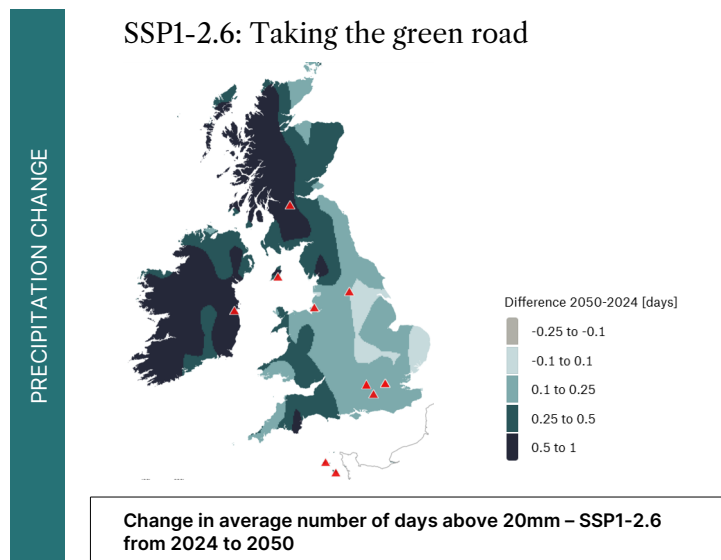 SSP1-2.6: Taking the green road
PRECIPITATION CHANGE
Difference 2050-2024 [days]
-0.25 to -0.1
-0.1 to 0.1
0.1 to 0.25
0.25 to 0.5
0.5 to 1
Change in average number of days above 20mm – SSP1-2.6
from 2024 to 2050